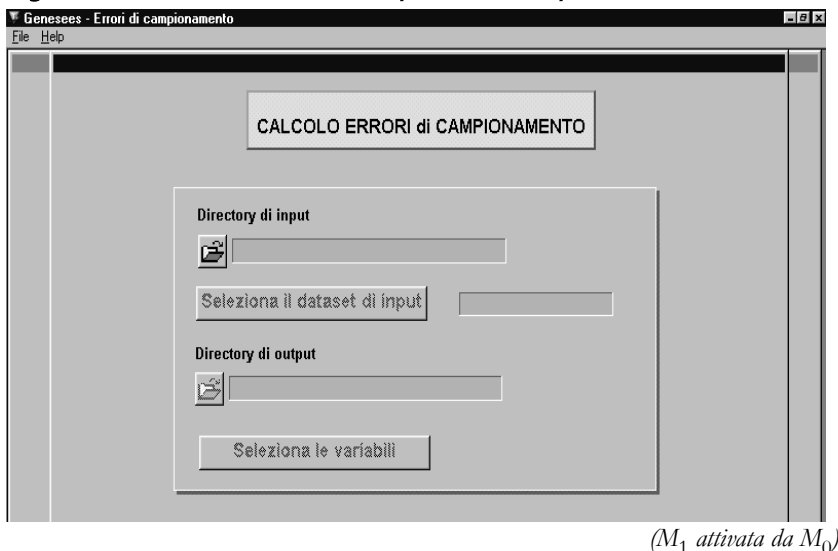 Genesees - Errori di campionamento
File Help
CALCOLO ERRORI di CAMPIONAMENTO
Directory di input
Seleziona il dataset di input
Directory di output
Seleziona le variabili
(M1 attivata da M0)